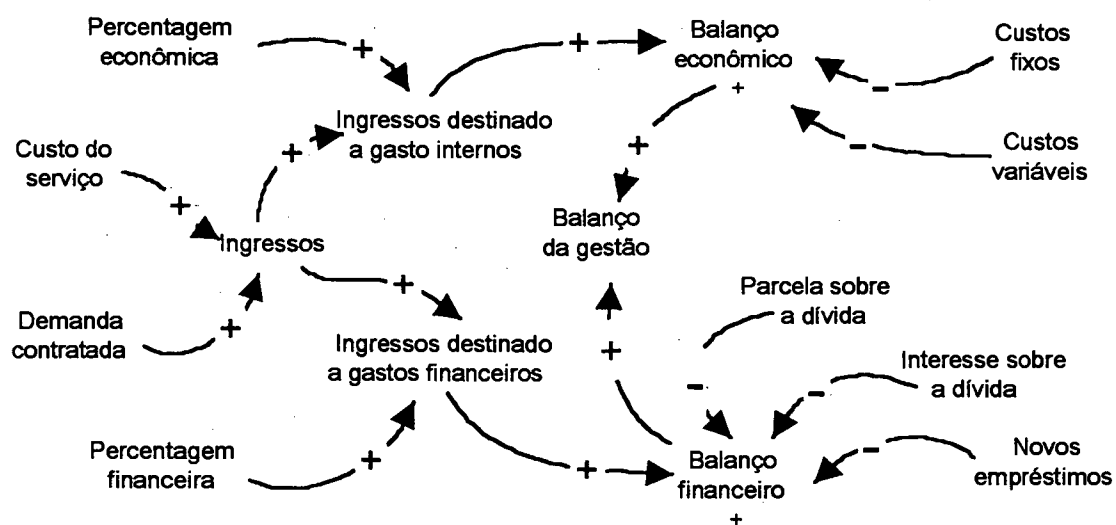 Percentagem
econômica
+
+
Balanço
econômico
+
Custos
fixos
-
Ingressos destinado
a gasto internos
+
+
-
Custos
variáveis
Custo do
serviço
+
Balanço
da gestão
Ingressos
+
Demanda
contratada
+
Parcela sobre
a dívida
-
Ingressos destinado
a gastos financeiros
+
Interesse sobre
a dívida
-
Percentagem
financeira
+
+
Balanço
financeiro
+
Novos
empréstimos
-